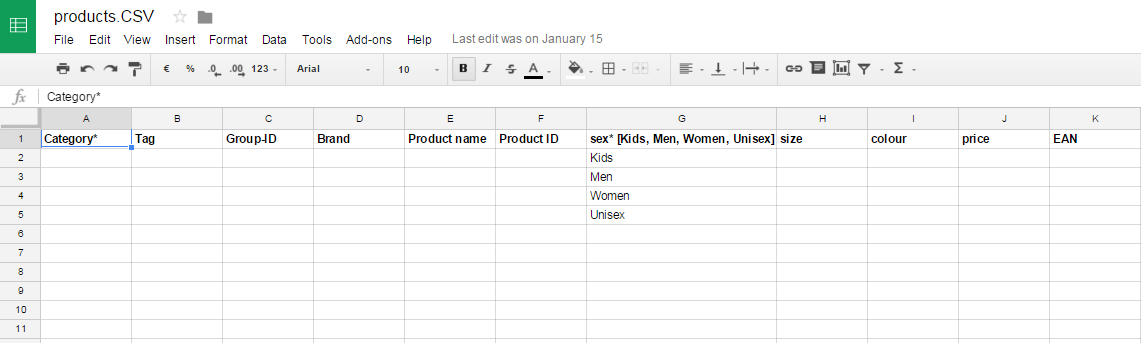 products.CSV
File Edit View Insert Format Data Tools Add-ons Help Last edit was on January 15
€ % .0 .00 123 Arial 10 B I S A Σ
fx Category*
A B C D E F G H I J K
1 Category* Tag Group-ID Brand Product name Product ID sex* [Kids, Men, Women, Unisex] size colour price EAN
2 Kids
3 Men
4 Women
5 Unisex
6
7
8
9
10
11